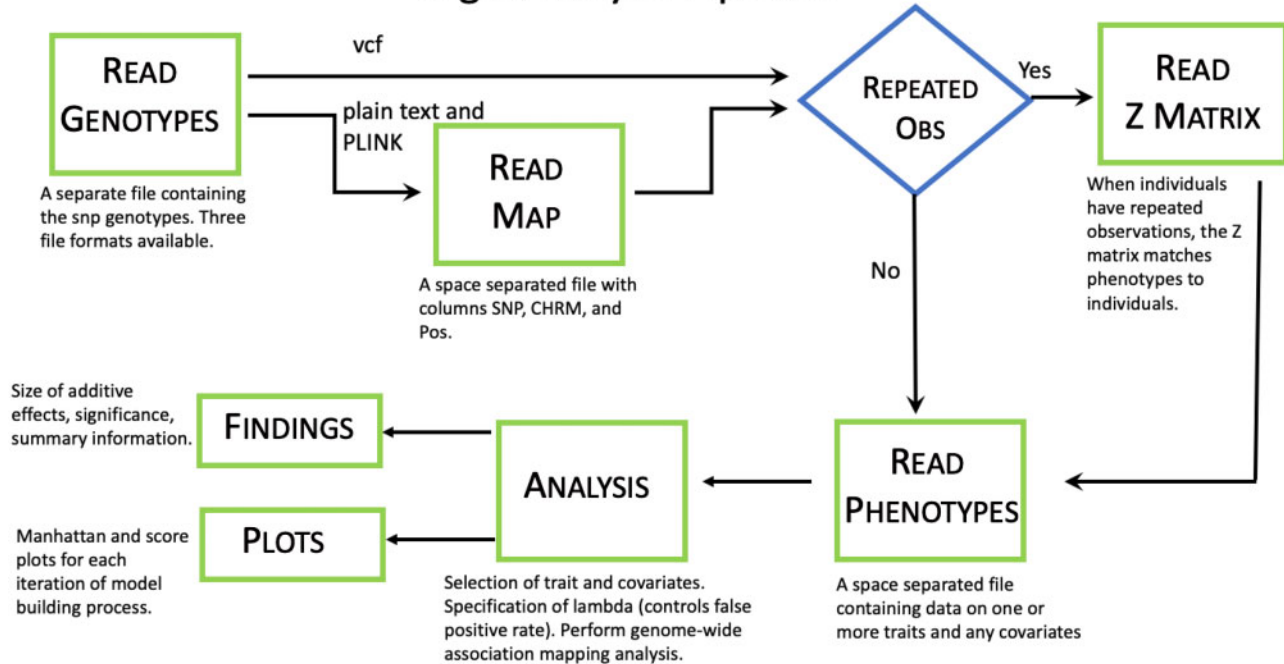 vcf
READ
GENOTYPES
plain text and
PLINK
A separate file containing
the snp genotypes. Three
file formats available.
READ
MAP
A space separated file with
columns SNP, CHRM, and
Pos.
REPEATED
OBS
Yes
No
READ
Z MATRIX
When individuals
have repeated
observations, the Z
matrix matches
phenotypes to
individuals.
READ
PHENOTYPES
A space separated file
containing data on one or
more traits and any covariates
ANALYSIS
Selection of trait and covariates.
Specification of lambda (controls false
positive rate). Perform genome-wide
association mapping analysis.
Size of additive
effects, significance,
summary information.
FINDINGS
Manhattan and score
plots for each
iteration of model
building process.
PLOTS